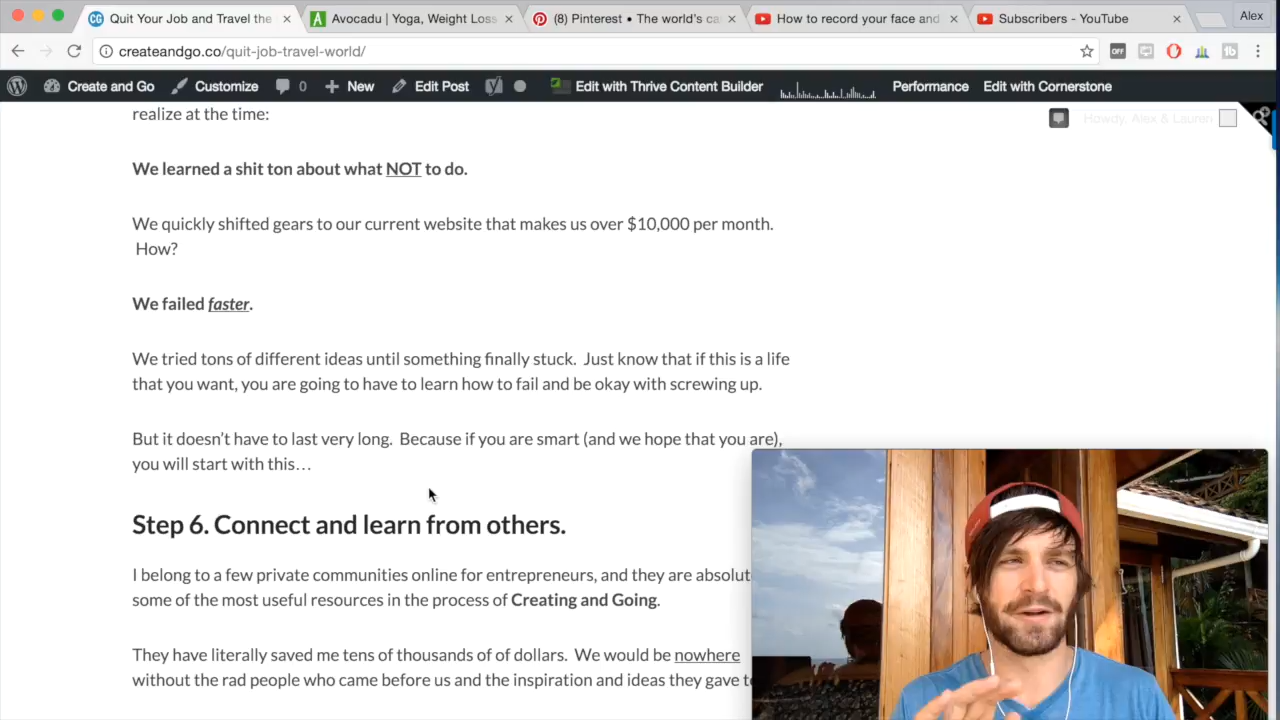 Quit Your Job and Travel the
Avocadu | Yoga, Weight Loss
(8) Pinterest • The world's ca
How to record your face and
Subscribers - YouTube
Alex
createandgo.co/quit-job-travel-world/
OFF
Create and Go
Customize
0
New
Edit Post
Edit with Thrive Content Builder
Performance
Edit with Cornerstone
realize at the time:
Howdy, Alex & Lauren
We learned a shit ton about what NOT to do.
We quickly shifted gears to our current website that makes us over $10,000 per month.
How?
We failed faster.
We tried tons of different ideas until something finally stuck. Just know that if this is a life
that you want, you are going to have to learn how to fail and be okay with screwing up.
But it doesn't have to last very long. Because if you are smart (and we hope that you are),
you will start with this…
Step 6. Connect and learn from others.
I belong to a few private communities online for entrepreneurs, and they are absolut
some of the most useful resources in the process of Creating and Going.
They have literally saved me tens of thousands of of dollars. We would be nowhere
without the rad people who came before us and the inspiration and ideas they gave t